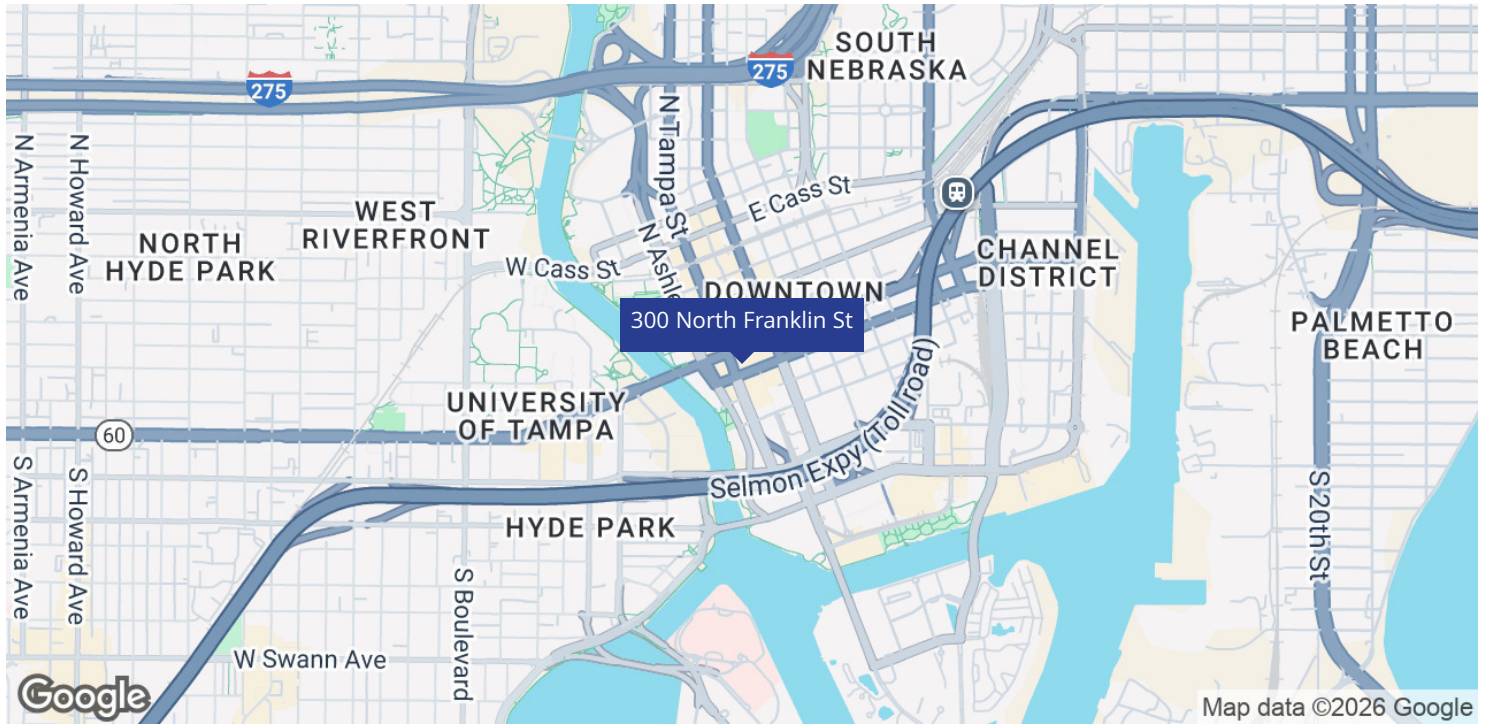 SOUTH
NEBRASKA
275
275
N Tampa St
N Armenia Ave
N Howard Ave
E Cass St
WEST
RIVERFRONT
NORTH
HYDE PARK
N Ashle
W Cass St
CHANNEL
DISTRICT
DOWNTOWN
300 North Franklin St
PALMETTO
BEACH
UNIVERSITY
OF TAMPA
60
Selmon Expy (Toll road)
S Armenia Ave
S Howard Ave
HYDE PARK
S 20th St
S Boulevard
W Swann Ave
Google
Map data ©2026 Google